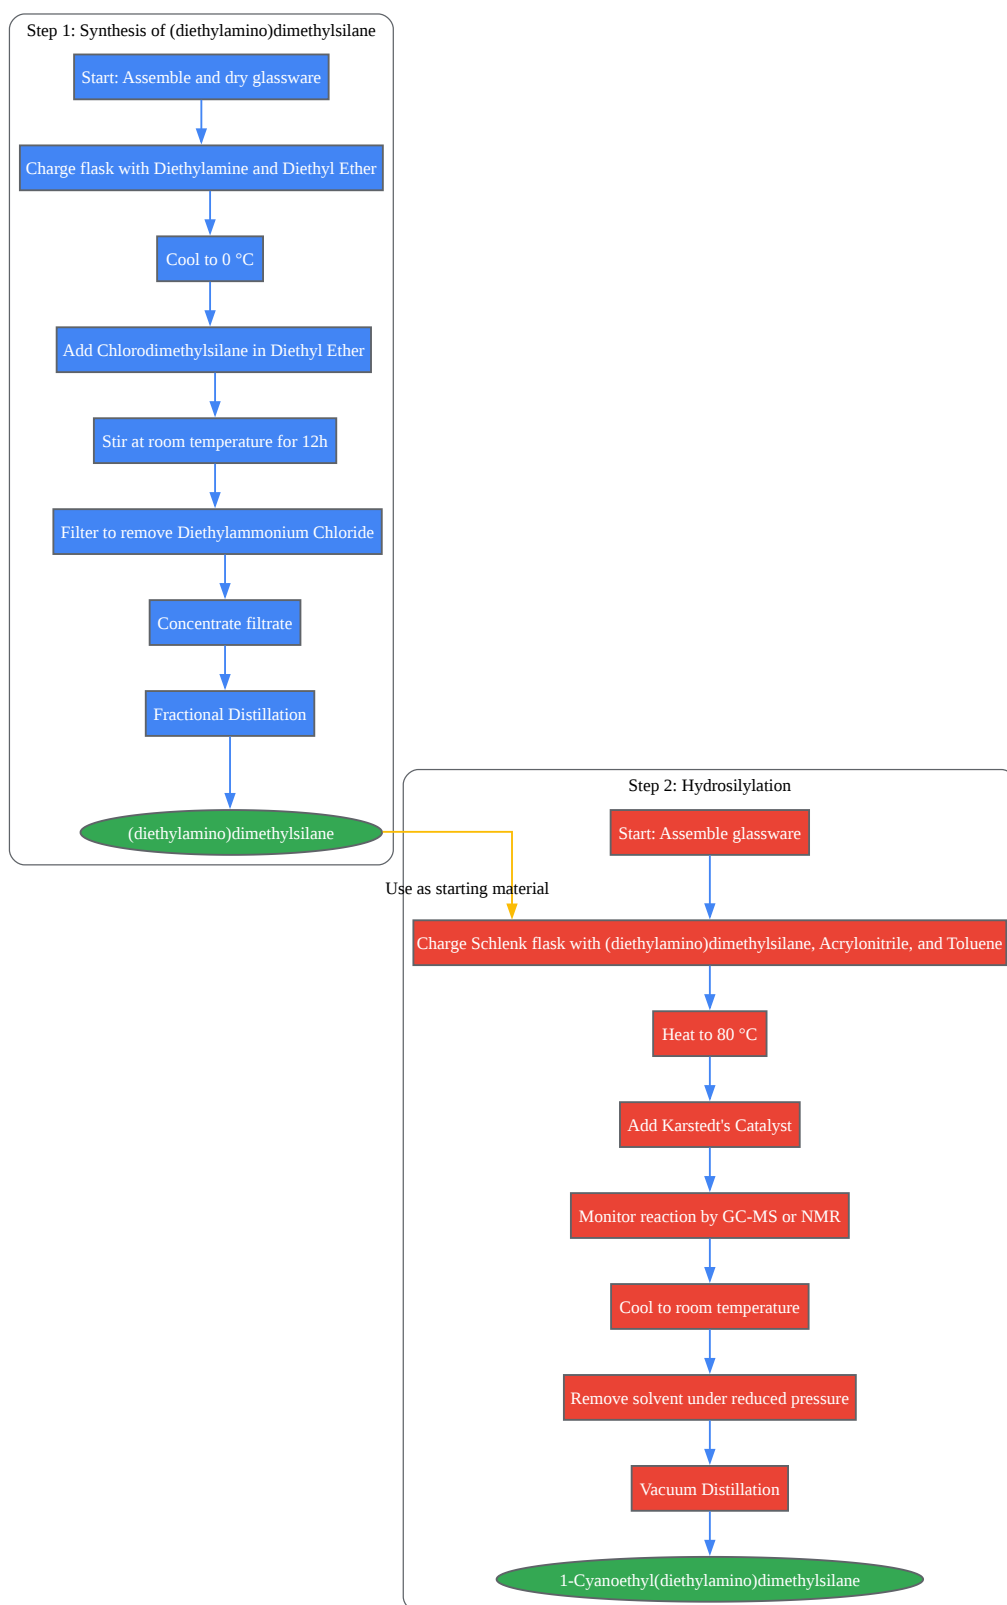 Step 1: Synthesis of (diethylamino)dimethylsilane
Start: Assemble and dry glassware
Charge flask with Diethylamine and Diethyl Ether
Cool to 0 °C
Add Chlorodimethylsilane in Diethyl Ether
Stir at room temperature for 12h
Filter to remove Diethylammonium Chloride
Concentrate filtrate
Fractional Distillation
(diethylamino)dimethylsilane
Use as starting material
Step 2: Hydrosilylation
Start: Assemble glassware
Charge Schlenk flask with (diethylamino)dimethylsilane, Acrylonitrile, and Toluene
Heat to 80 °C
Add Karstedt's Catalyst
Monitor reaction by GC-MS or NMR
Cool to room temperature
Remove solvent under reduced pressure
Vacuum Distillation
1-Cyanoethyl(diethylamino)dimethylsilane